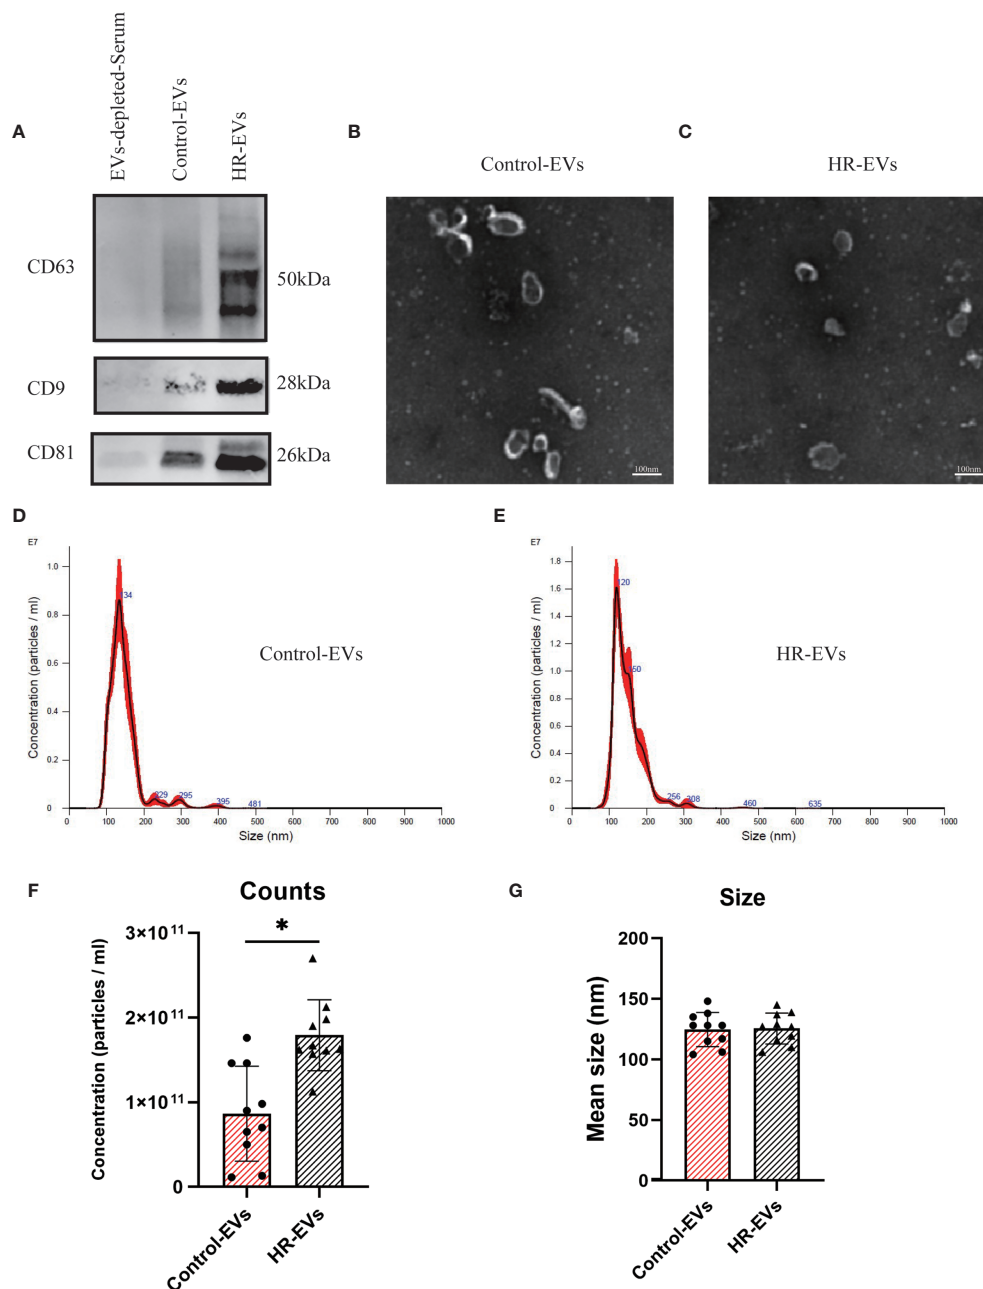 A
EVs-depleted-Serum
Control-EVs
HR-EVs
CD63
50kDa
CD9
28kDa
CD81
26kDa
B
Control-EVs
100nm
C
HR-EVs
100nm
D
E7
Concentration (particles / ml)
1.0
0.8
0.6
0.4
0.2
0
34
229
295
395
481
Control-EVs
0 100 200 300 400 500 600 700 800 900 1000
Size (nm)
E
E7
Concentration (particles / ml)
1.8
1.6
1.4
1.2
1.0
0.8
0.6
0.4
0.2
0
120
150
256
308
460
635
HR-EVs
0 100 200 300 400 500 600 700 800 900 1000
Size (nm)
F
Counts
Concentration (particles / ml)
3×10¹¹
2×10¹¹
1×10¹¹
0
*
Control-EVs
HR-EVs
G
Size
Mean size (nm)
200
150
100
50
0
Control-EVs
HR-EVs